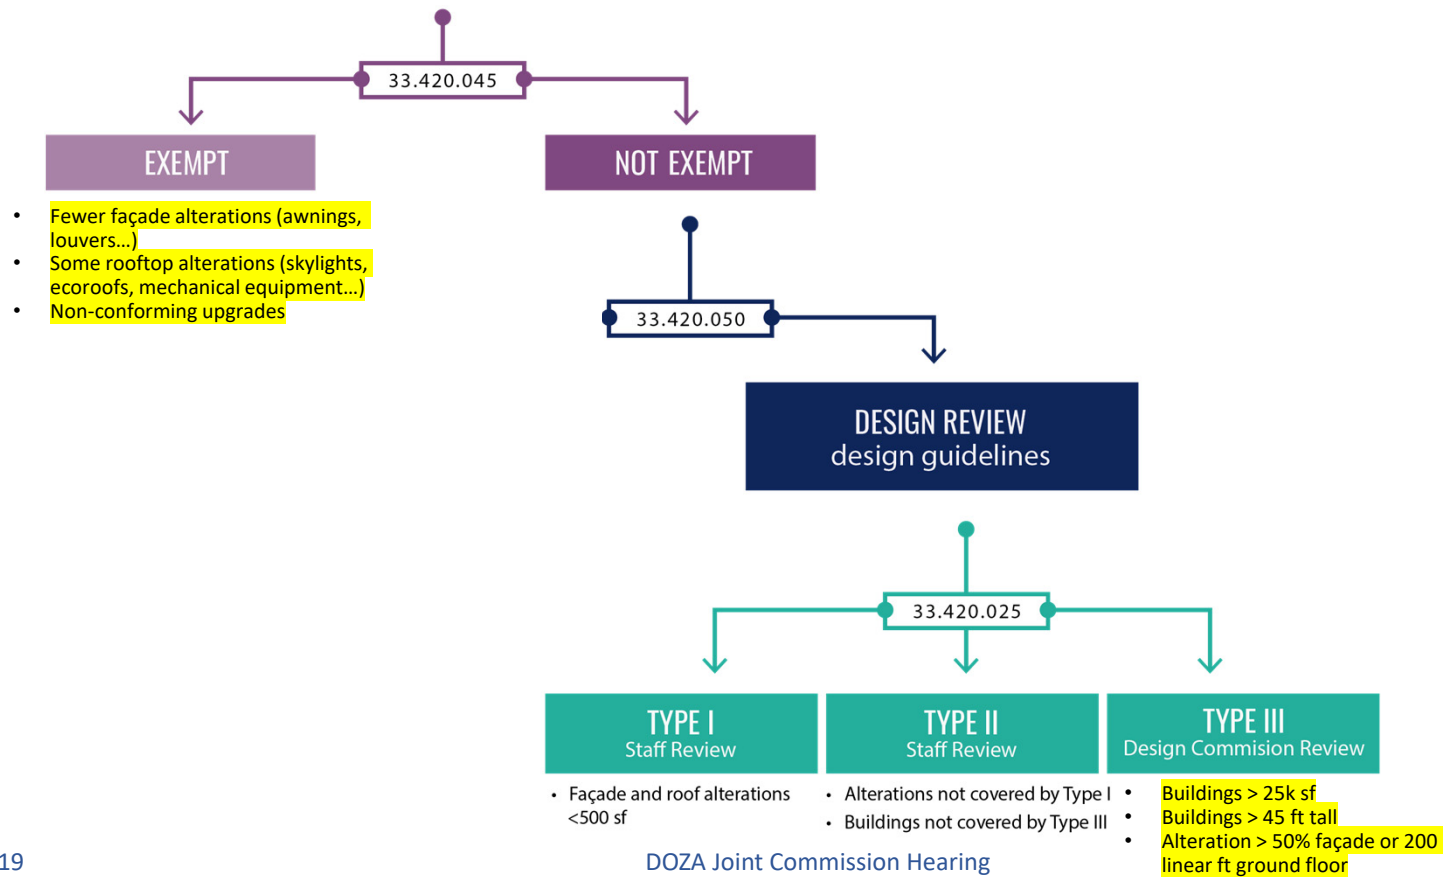 33.420.045
EXEMPT
NOT EXEMPT
• Fewer façade alterations (awnings,
louvers…)
• Some rooftop alterations (skylights,
ecoroofs, mechanical equipment…)
• Non-conforming upgrades
33.420.050
DESIGN REVIEW
design guidelines
33.420.025
TYPE I
Staff Review
• Façade and roof alterations
<500 sf
TYPE II
Staff Review
• Alterations not covered by Type I
• Buildings not covered by Type III
TYPE III
Design Commision Review
• Buildings > 25k sf
• Buildings > 45 ft tall
• Alteration > 50% façade or 200
linear ft ground floor
19
DOZA Joint Commission Hearing